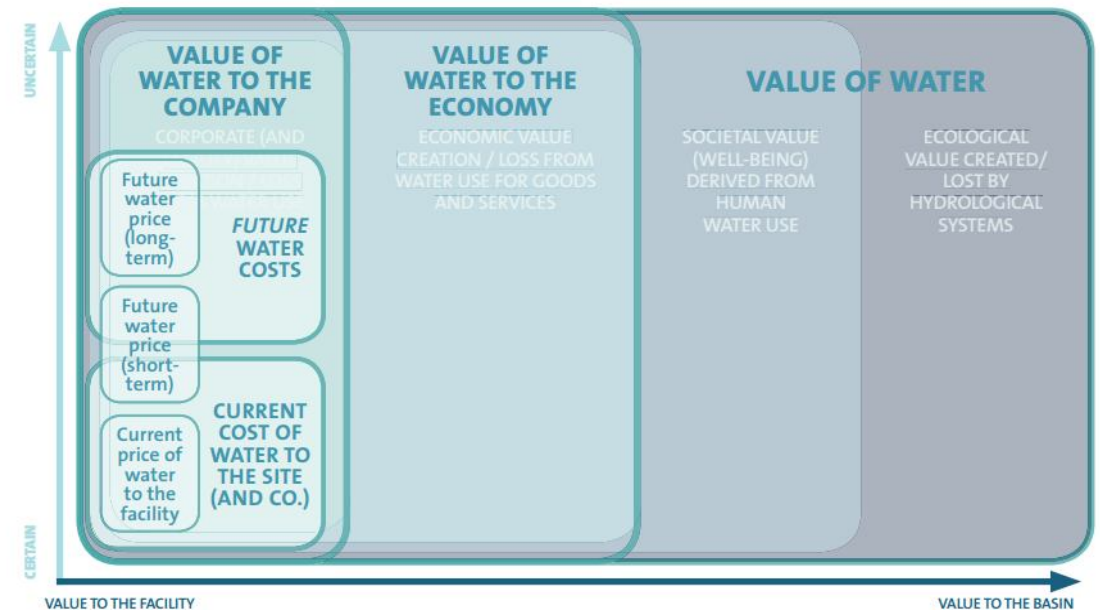 UNCERTAIN
VALUE OF
WATER TO THE
COMPANY
CORPORATE (AND
Future
water
price
(long-
term)
FUTURE
WATER
COSTS
Future
water
price
(short-
term)
Current
price of
water
to the
facility
CURRENT
COST OF
WATER TO
THE SITE
(AND CO.)
VALUE OF
WATER TO THE
ECONOMY
ECONOMIC VALUE
CREATION / LOSS FROM
WATER USE FOR GOODS
AND SERVICES
VALUE OF WATER
SOCIETAL VALUE
(WELL-BEING)
DERIVED FROM
HUMAN
WATER USE
ECOLOGICAL
VALUE CREATED/
LOST BY
HYDROLOGICAL
SYSTEMS
CERTAIN
VALUE TO THE FACILITY
VALUE TO THE BASIN